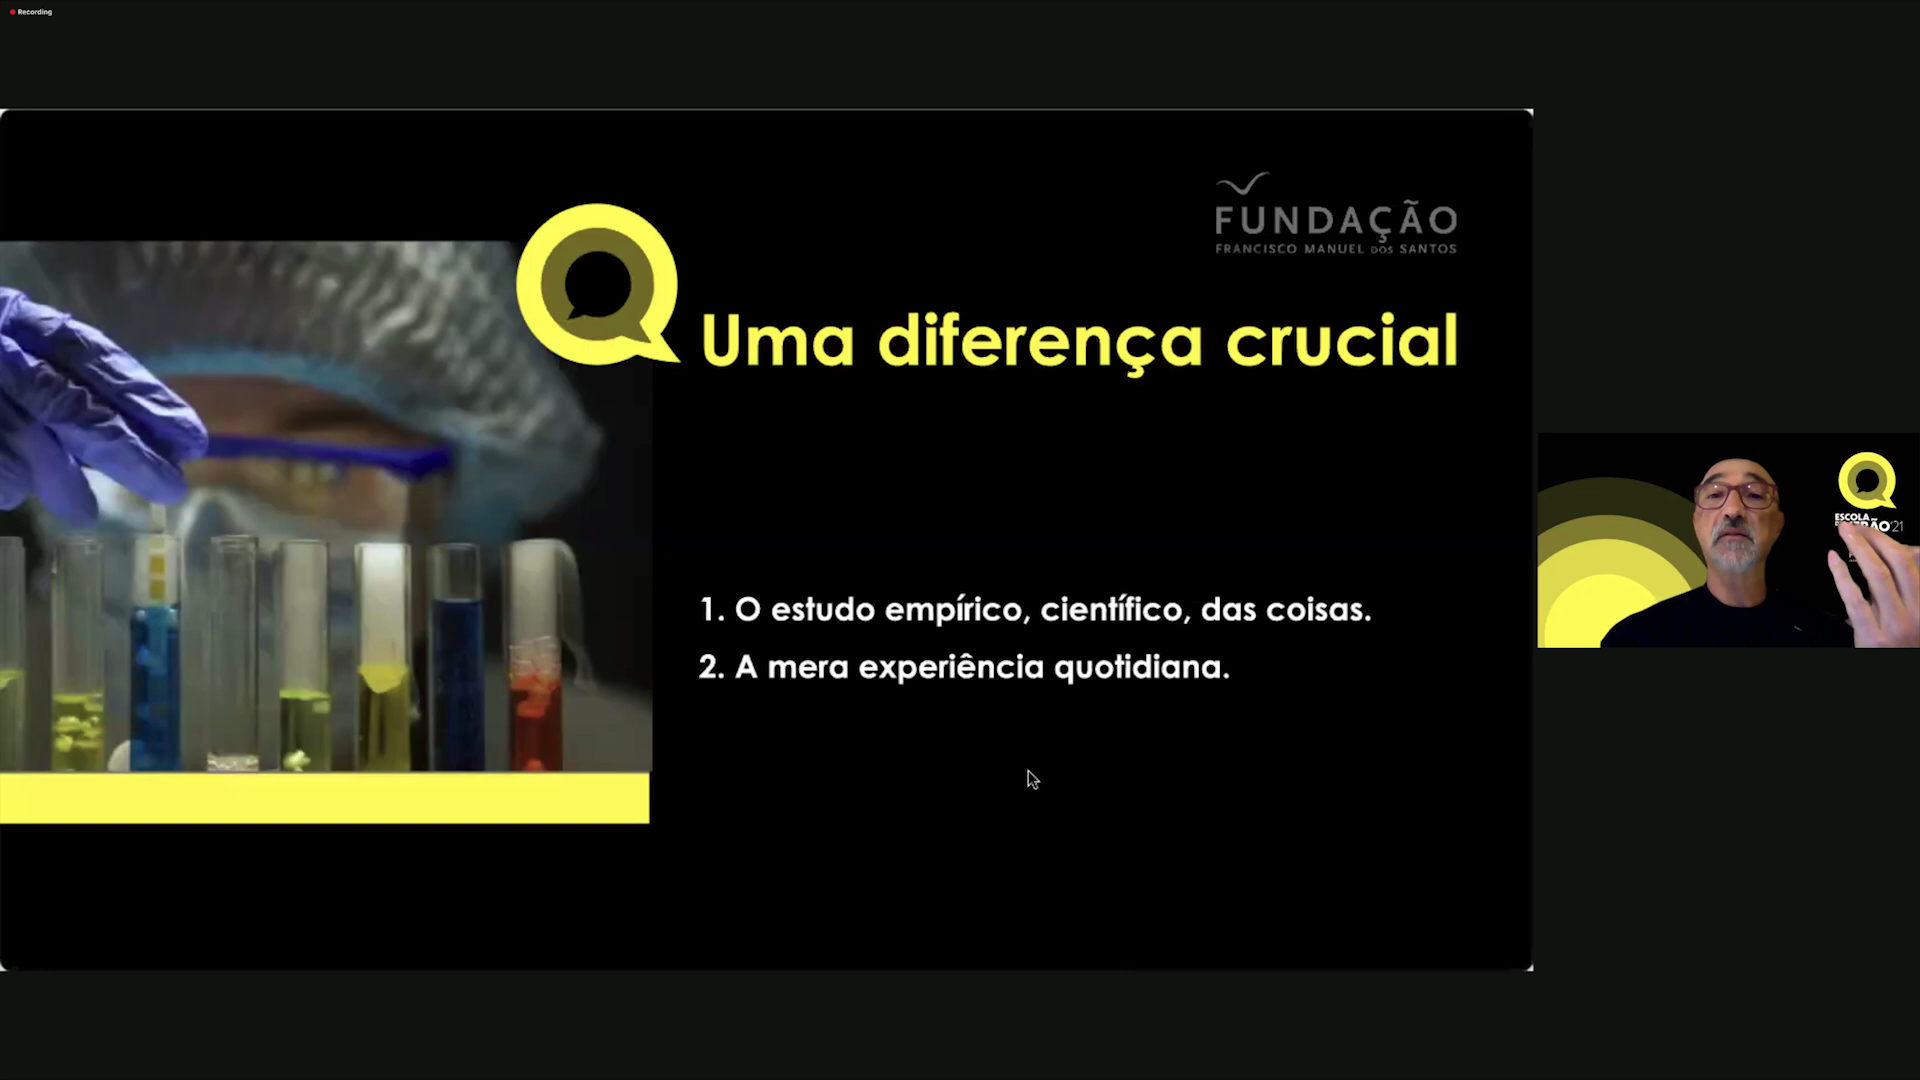 Recording
FUNDAÇÃO
FRANCISCO MANUEL DOS SANTOS
Uma diferença crucial
1. O estudo empírico, científico, das coisas.
2. A mera experiência quotidiana.
ESCOLA
'21